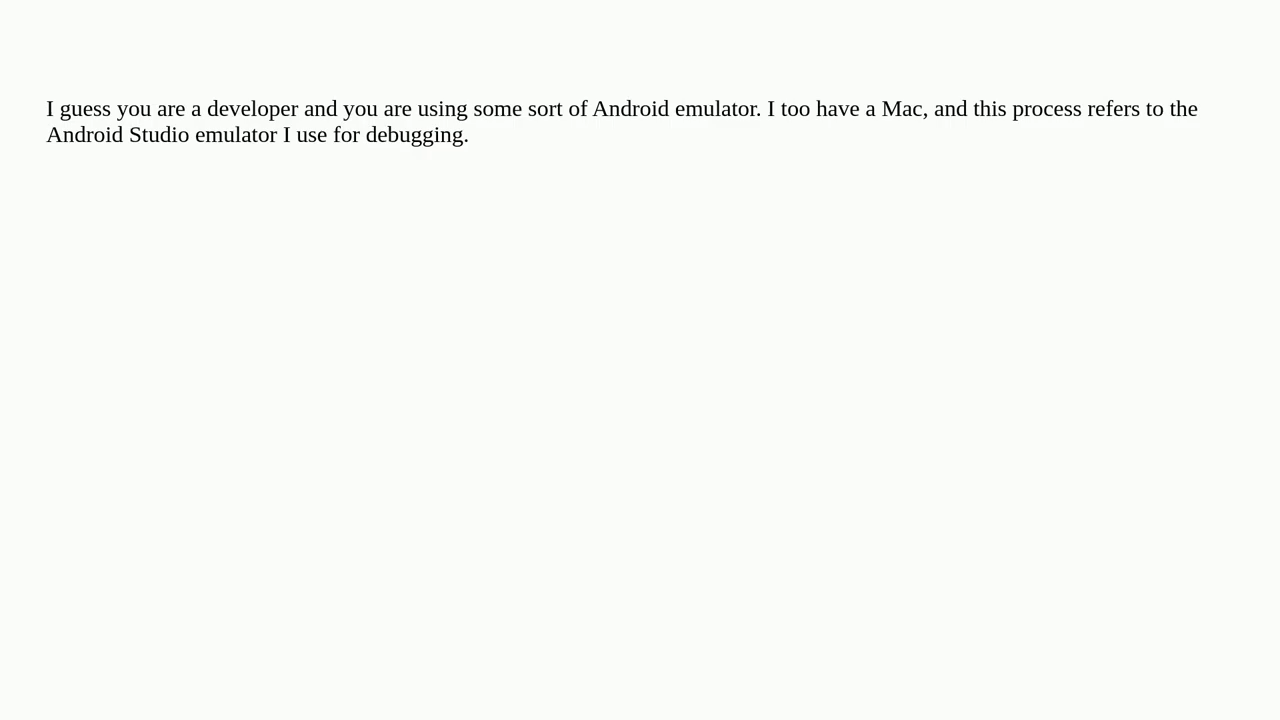 I guess you are a developer and you are using some sort of Android emulator. I too have a Mac, and this process refers to the
Android Studio emulator I use for debugging.